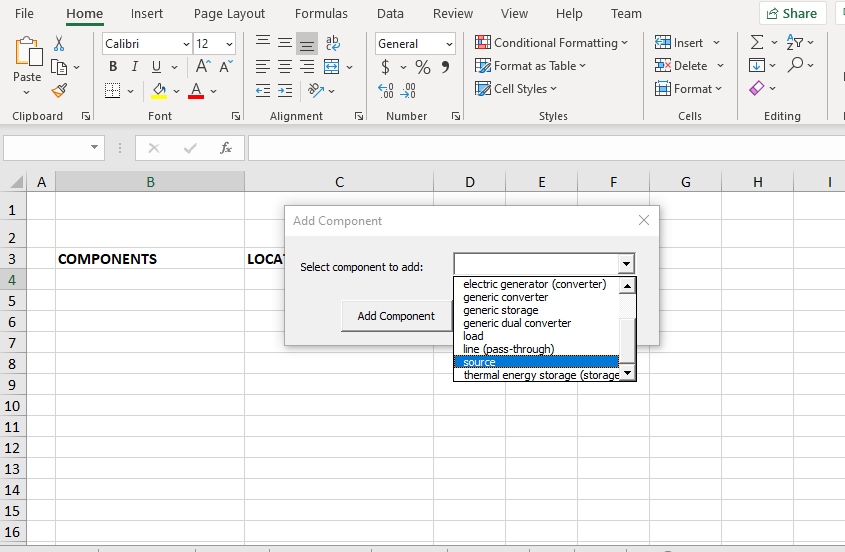 File Home Insert Page Layout Formulas Data Review View Help Team Share
Calibri 12 ab General Conditional Formatting Insert
c
Paste B I U A A $ % Format as Table Delete
A Cell Styles Format
Clipboard Font Alignment Number Styles Cells Editing
fx
A B C D E F G H I
1
Add Component
2
3 COMPONENTS LOCA
Select component to add:
4
electric generator (converter)
5
generic converter
generic storage
Add Component
6
generic dual converter
load
7
line (pass-through)
8
source
thermal energy storage (storage
9
10
11
12
13
14
15
16